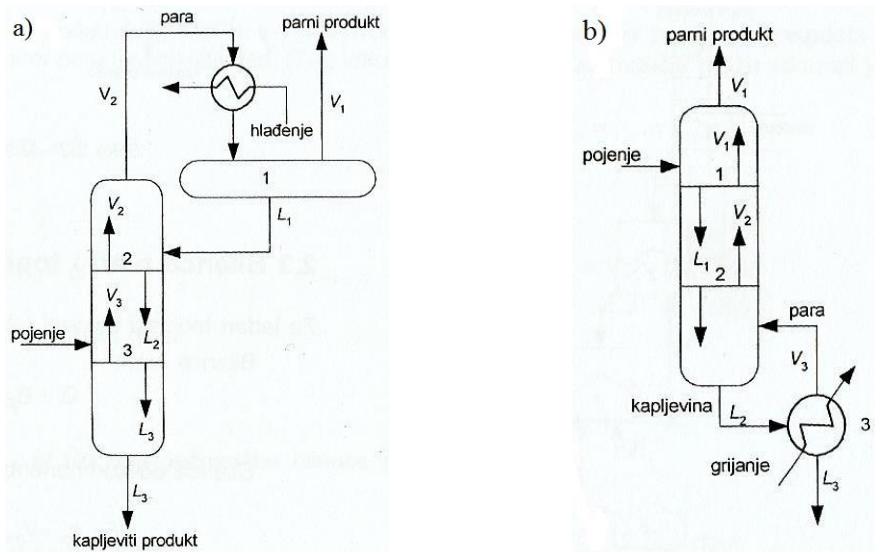 a)
para
parni produkt
V₂
V₁
hlađenje
1
L₁
V₂
2
V₃
L₂
pojenje
3
L₃
L₃
kapljeviti produkt
b)
parni produkt
V₁
V₁
pojenje
1
V₂
L₁
2
para
V₃
kapljevina
L₂
3
grijanje
L₃